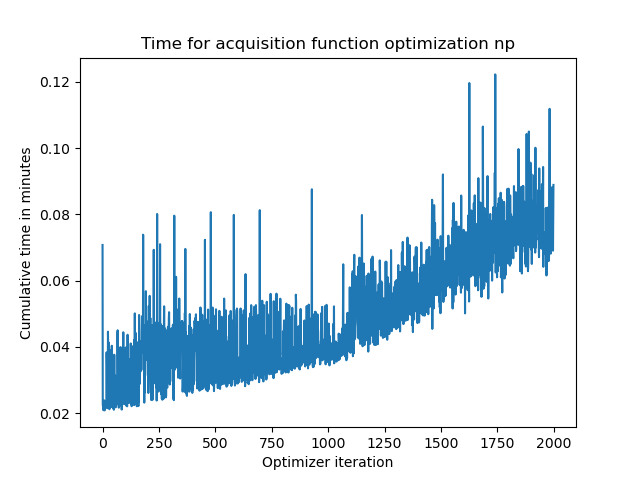 Time for acquisition function optimization np
Cumulative time in minutes
0.12
0.10
0.08
0.06
0.04
0.02
0 250 500 750 1000 1250 1500 1750 2000
Optimizer iteration